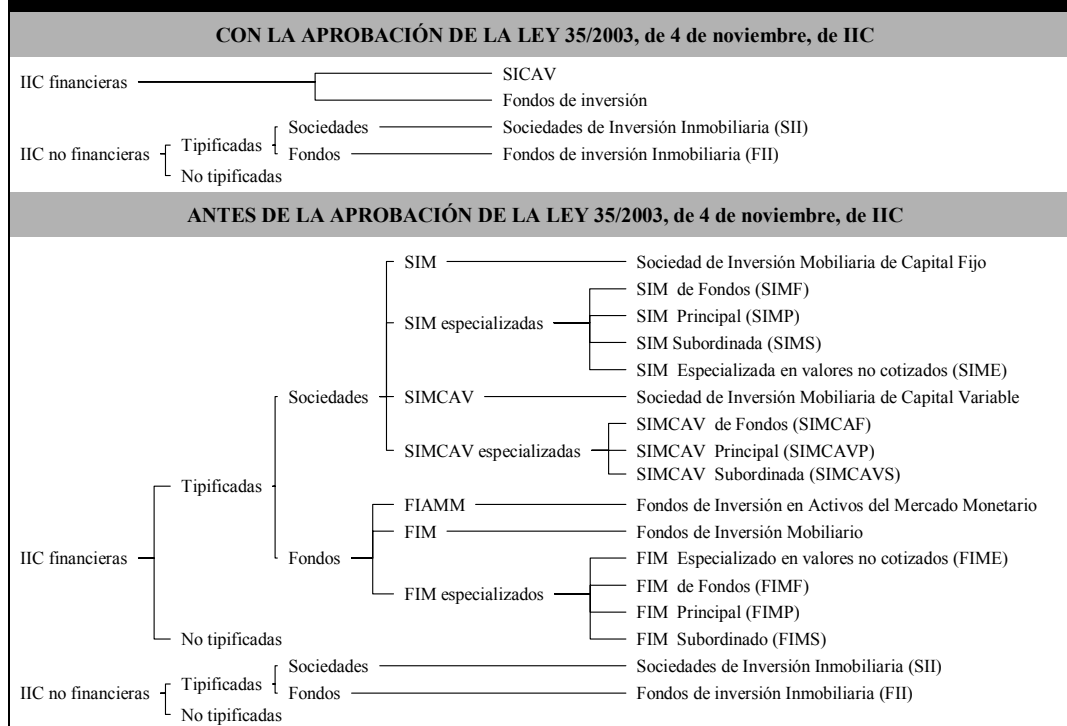 CON LA APROBACIÓN DE LA LEY 35/2003, de 4 de noviembre, de IIC
IIC financieras
SICAV
Fondos de inversión
IIC no financieras
Tipificadas
Sociedades
Sociedades de Inversión Inmobiliaria (SII)
Fondos
Fondos de inversión Inmobiliaria (FII)
No tipificadas
ANTES DE LA APROBACIÓN DE LA LEY 35/2003, de 4 de noviembre, de IIC
IIC financieras
Tipificadas
Sociedades
SIM
Sociedad de Inversión Mobiliaria de Capital Fijo
SIM especializadas
SIM de Fondos (SIMF)
SIM Principal (SIMP)
SIM Subordinada (SIMS)
SIM Especializada en valores no cotizados (SIME)
SIMCAV
Sociedad de Inversión Mobiliaria de Capital Variable
SIMCAV especializadas
SIMCAV de Fondos (SIMCAF)
SIMCAV Principal (SIMCAVP)
SIMCAV Subordinada (SIMCAVS)
Fondos
FIAMM
Fondos de Inversión en Activos del Mercado Monetario
FIM
Fondos de Inversión Mobiliario
FIM especializados
FIM Especializado en valores no cotizados (FIME)
FIM de Fondos (FIMF)
FIM Principal (FIMP)
FIM Subordinado (FIMS)
No tipificadas
IIC no financieras
Tipificadas
Sociedades
Sociedades de Inversión Inmobiliaria (SII)
Fondos
Fondos de inversión Inmobiliaria (FII)
No tipificadas